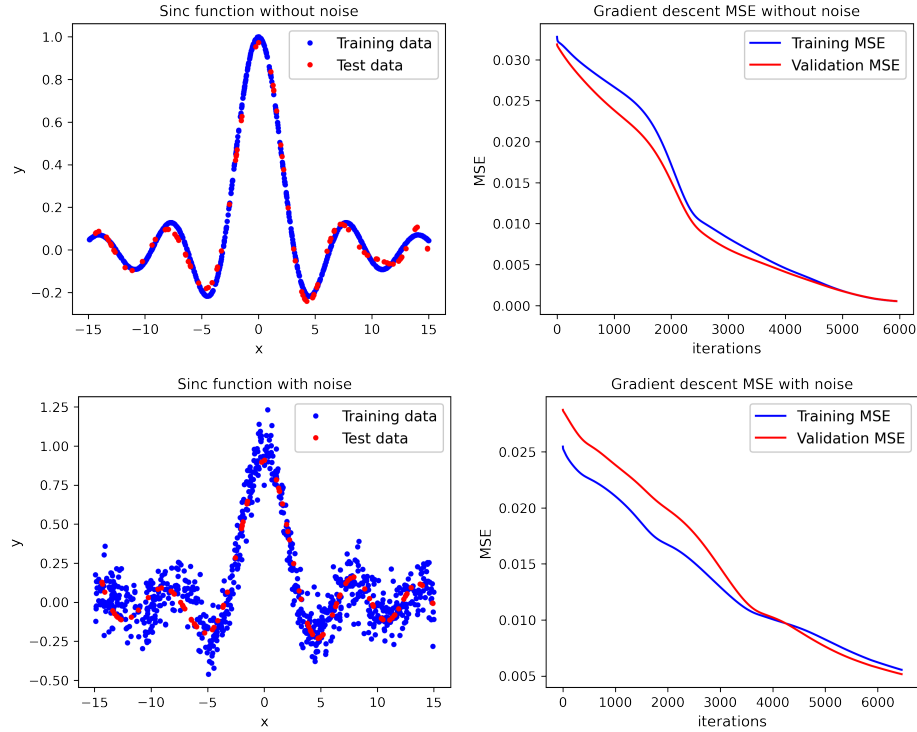 Sinc function without noise
1.0
0.8
0.6
0.4
0.2
0.0
−0.2
y
Training data
Test data
−15 −10 −5 0 5 10 15
x
Gradient descent MSE without noise
0.030
0.025
0.020
0.015
0.010
0.005
0.000
MSE
Training MSE
Validation MSE
0 1000 2000 3000 4000 5000 6000
iterations
Sinc function with noise
1.25
1.00
0.75
0.50
0.25
0.00
−0.25
−0.50
y
Training data
Test data
−15 −10 −5 0 5 10 15
x
Gradient descent MSE with noise
0.025
0.020
0.015
0.010
0.005
MSE
Training MSE
Validation MSE
0 1000 2000 3000 4000 5000 6000
iterations